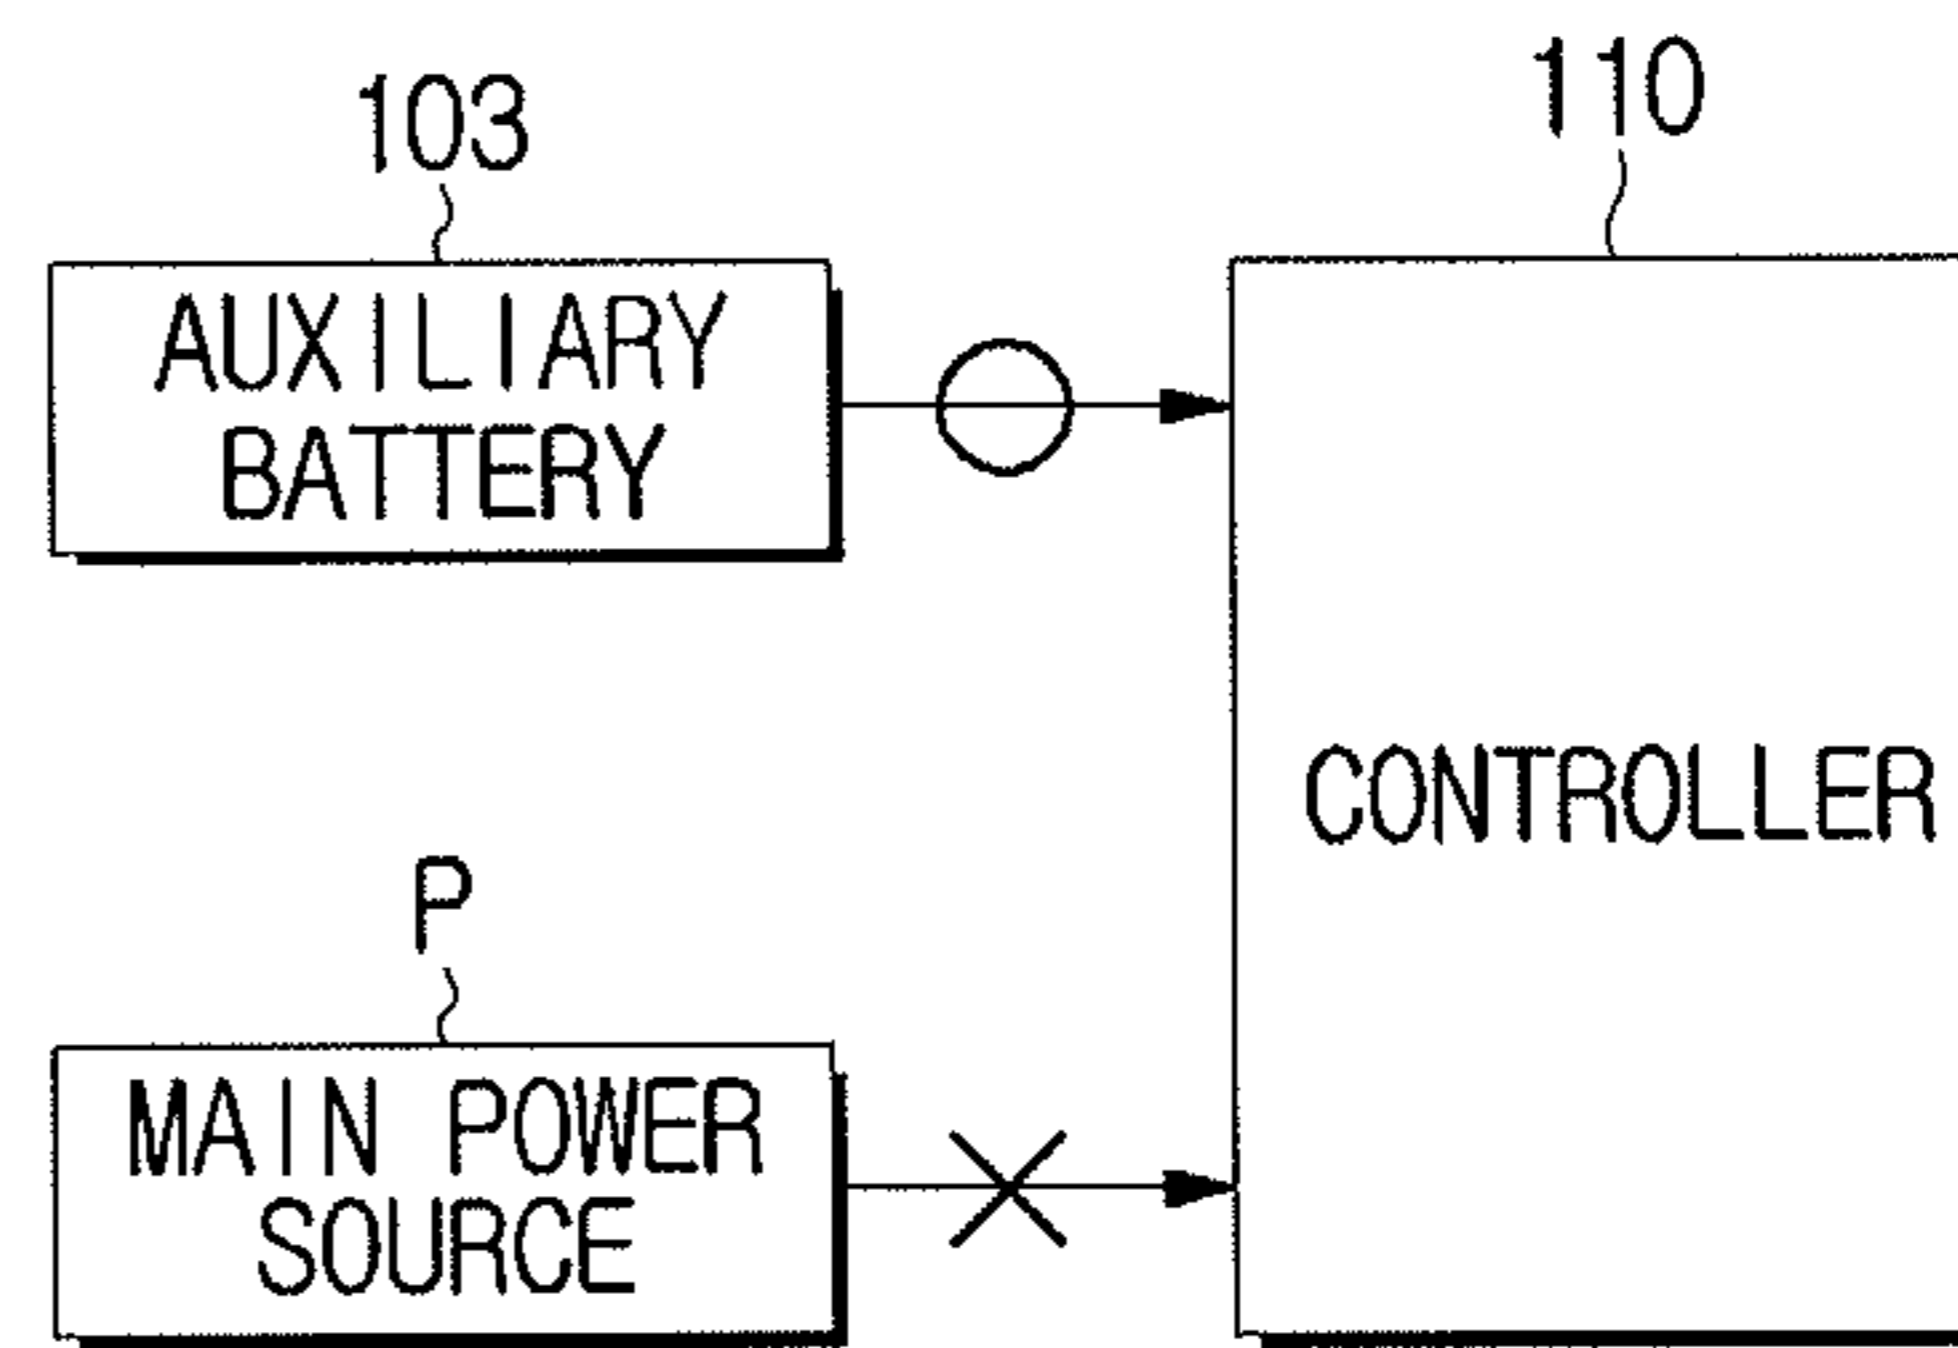 103
AUXILIARY
BATTERY
110
CONTROLLER
P
MAIN POWER
SOURCE